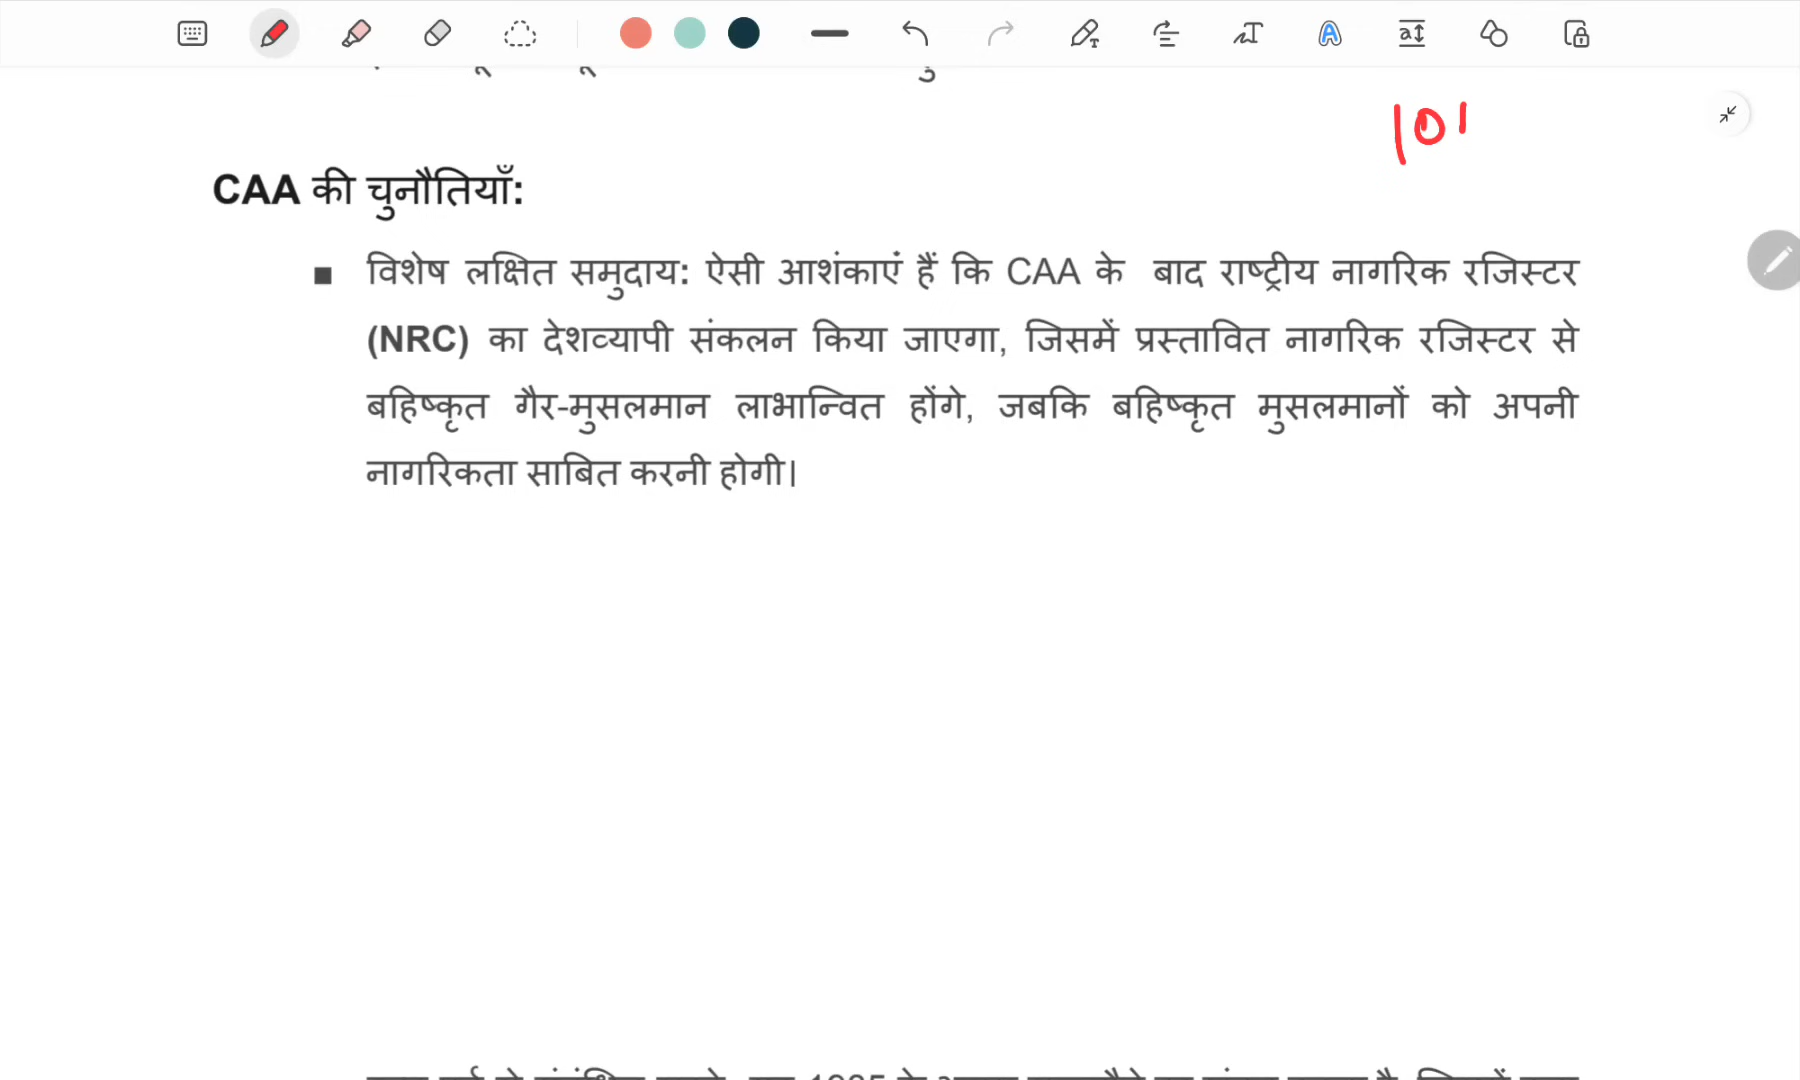 101
CAA की चुनौतियाँ:
■ विशेष लक्षित समुदाय: ऐसी आशंकाएं हैं कि CAA के बाद राष्ट्रीय नागरिक रजिस्टर
(NRC) का देशव्यापी संकलन किया जाएगा, जिसमें प्रस्तावित नागरिक रजिस्टर से
बहिष्कृत गैर-मुसलमान लाभान्वित होंगे, जबकि बहिष्कृत मुसलमानों को अपनी
नागरिकता साबित करनी होगी।